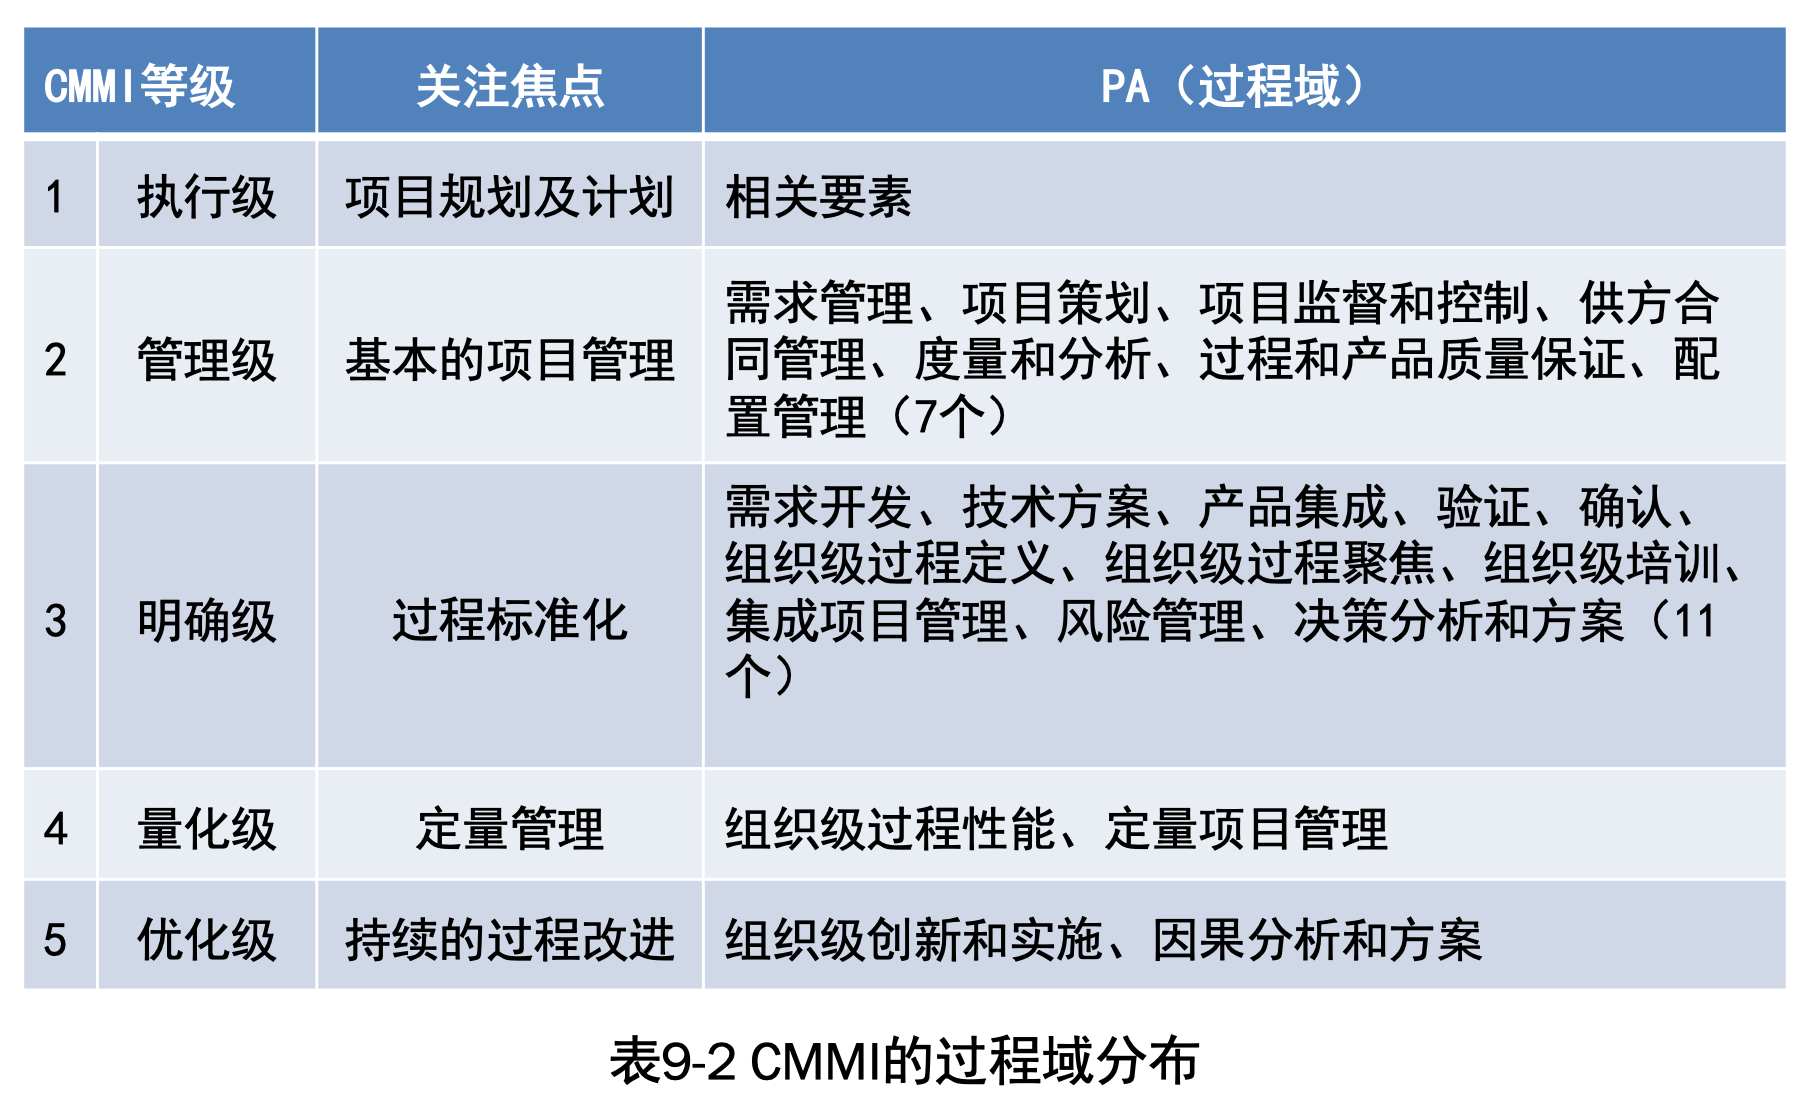 CMMI等级 关注焦点 PA（过程域）
1 执行级 项目规划及计划 相关要素
2 管理级 基本的项目管理 需求管理、项目策划、项目监督和控制、供方合
同管理、度量和分析、过程和产品质量保证、配
置管理（7个）
3 明确级 过程标准化 需求开发、技术方案、产品集成、验证、确认、
组织级过程定义、组织级过程聚焦、组织级培训、
集成项目管理、风险管理、决策分析和方案（11
个）
4 量化级 定量管理 组织级过程性能、定量项目管理
5 优化级 持续的过程改进 组织级创新和实施、因果分析和方案
表9-2 CMMI的过程域分布